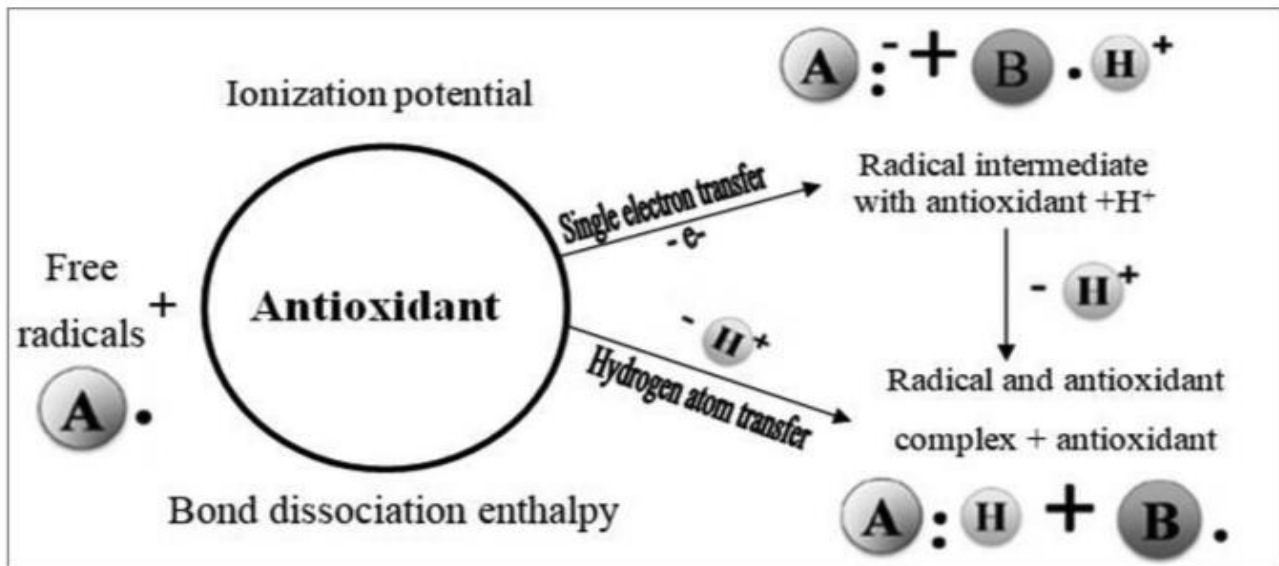 A :- + B . H+
Ionization potential
Single electron transfer
- e-
Radical intermediate
with antioxidant +H+
Free
radicals
+
Antioxidant
- H+
- H+
Hydrogen atom transfer
Radical and antioxidant
complex + antioxidant
A .
Bond dissociation enthalpy
A : H + B .